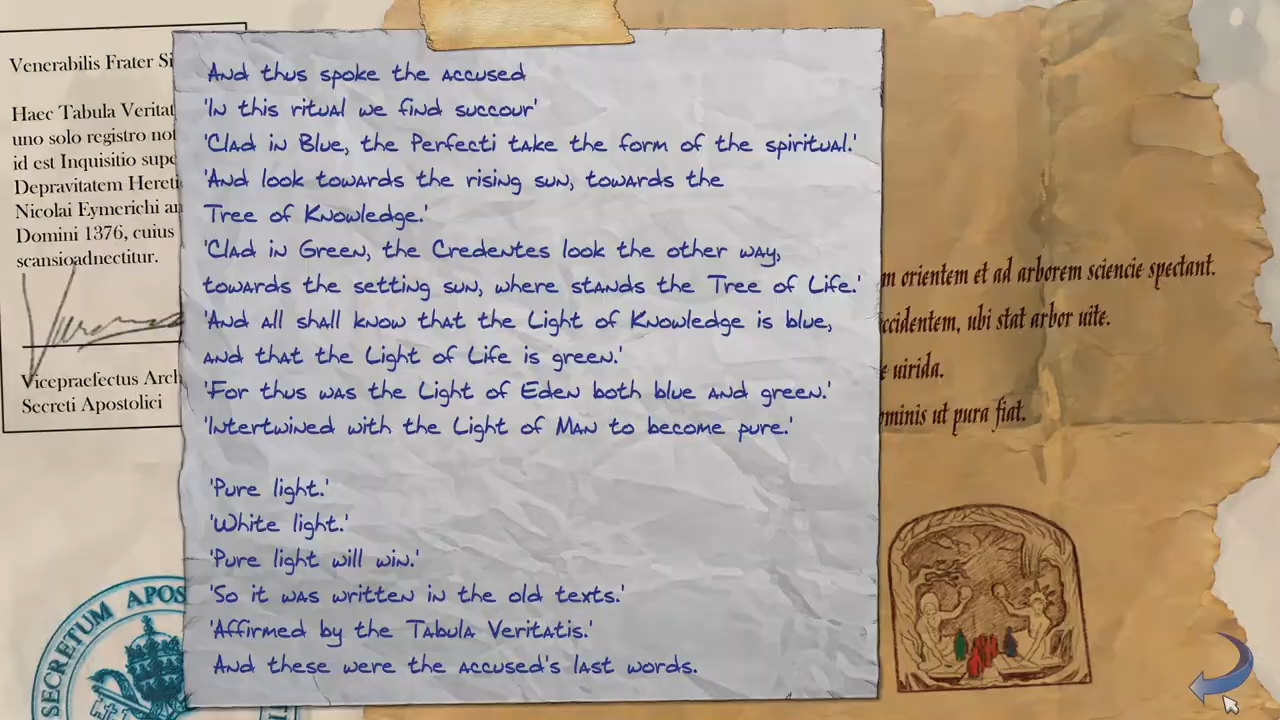 Venerabilis Frater Si
Haec Tabula Veritat
uno solo registro not
id est Inquisitio supe
Depravitatem Hereti
Nicolai Eymerichi an
Domini 1376, cuius
scansioadnectitur.
Vicepraefectus Arch
Secreti Apostolici
SECRETUM APOS
And thus spoke the accused
'In this ritual we find succour'
'Clad in Blue, the Perfecti take the form of the spiritual.'
'And look towards the rising sun, towards the
Tree of Knowledge.'
'Clad in Green, the Credentes look the other way,
towards the setting sun, where stands the Tree of Life.'
'And all shall know that the Light of Knowledge is blue,
and that the Light of Life is green.'
'For thus was the Light of Eden both blue and green.'
'Intertwined with the Light of Man to become pure.'
'Pure light.'
'White light.'
'Pure light will win.'
'So it was written in the old texts.'
'Affirmed by the Tabula Veritatis.'
And these were the accused's last words.
m orientem et ad arborem sciencie spectant.
ccidentem, ubi stat arbor uite.
e uirida.
ominis ut pura fiat.